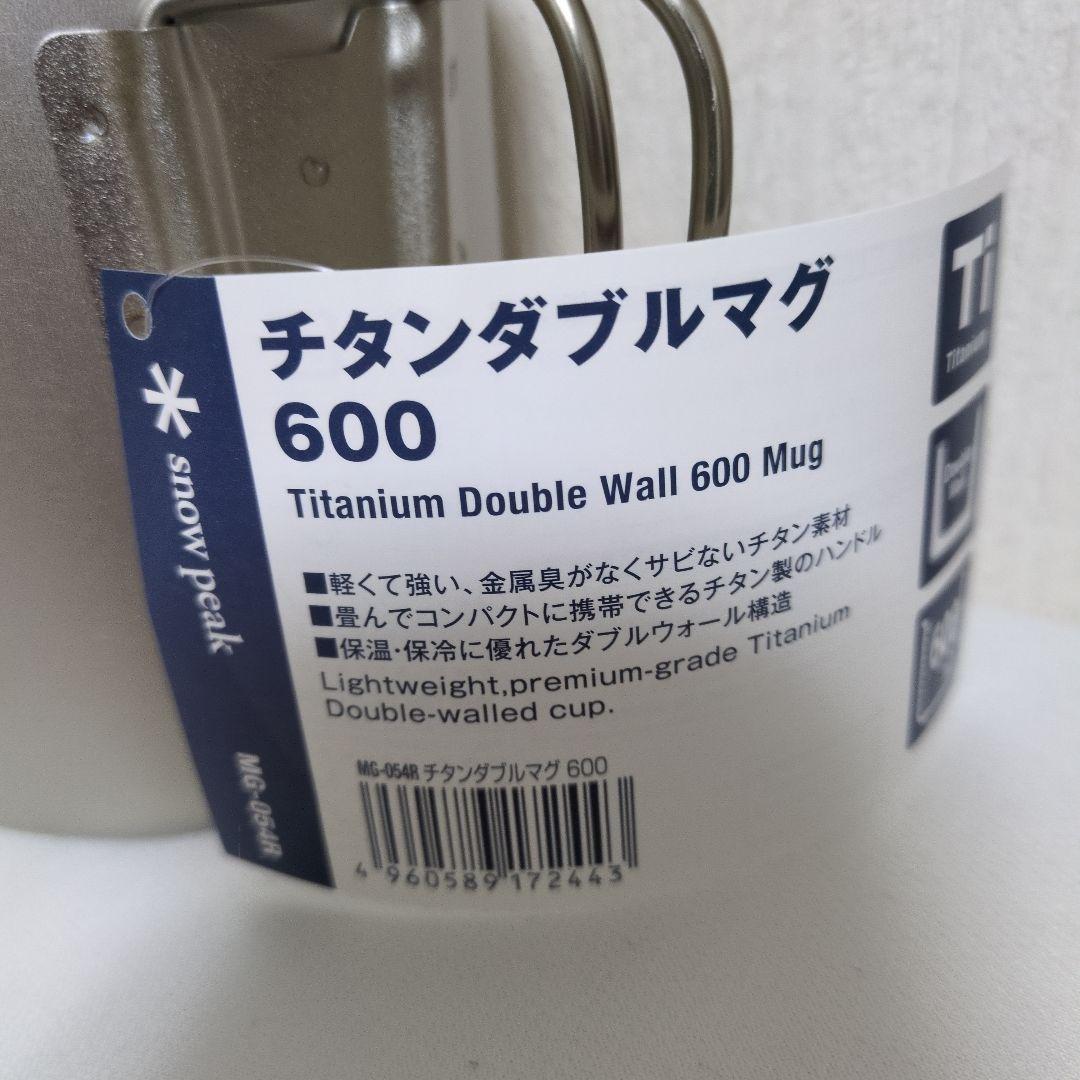 チタンダブルマグ
600
Titanium Double Wall 600 Mug
■軽くて強い、金属臭がなくサビないチタン素材
■畳んでコンパクトに携帯できるチタン製のハンドル
■保温・保冷に優れたダブルウォール構造
Lightweight,premium-grade Titanium
Double-walled cup.
MG-054R チタンダブルマグ 600
4 960589 172443
snow peak
MG-054R
Ti
Titanium